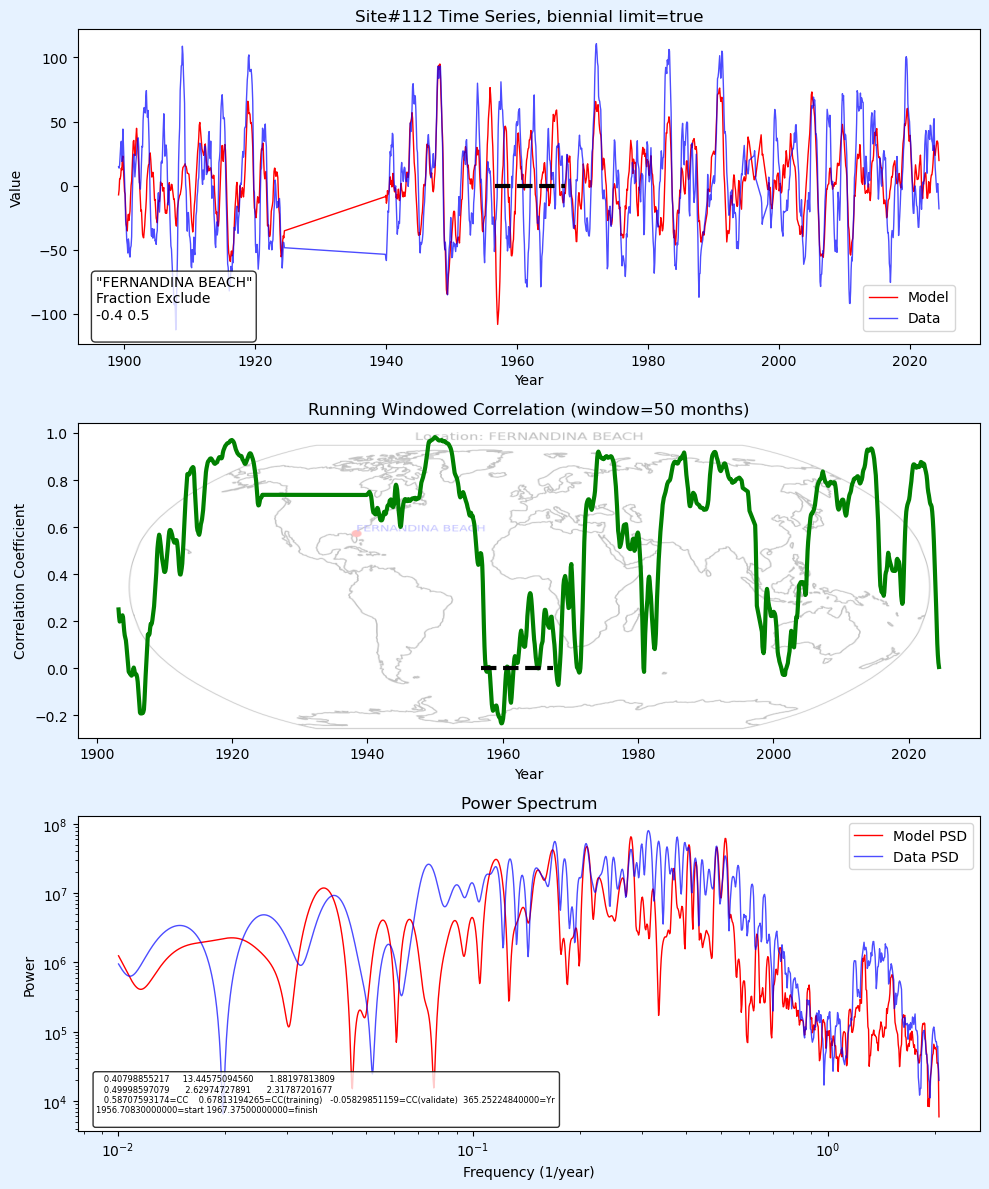 Site#112 Time Series, biennial limit=true
100
50
0
−50
−100
Value
"FERNANDINA BEACH"
Fraction Exclude
-0.4 0.5
Model
Data
1900 1920 1940 1960 1980 2000 2020
Year
Running Windowed Correlation (window=50 months)
Location: FERNANDINA BEACH
FERNANDINA BEACH
1.0
0.8
0.6
0.4
0.2
0.0
−0.2
Correlation Coefficient
1900 1920 1940 1960 1980 2000 2020
Year
Power Spectrum
Model PSD
Data PSD
10^8
10^7
10^6
10^5
10^4
Power
0.40798855217 13.44575094560 1.88197813809
0.49998597079 2.62974727891 2.31787201677
0.58707593174=CC 0.67813194265=CC(training) -0.05829851159=CC(validate) 365.25224840000=Yr
1956.70830000000=start 1967.37500000000=finish
10^−2 10^−1 10^0
Frequency (1/year)